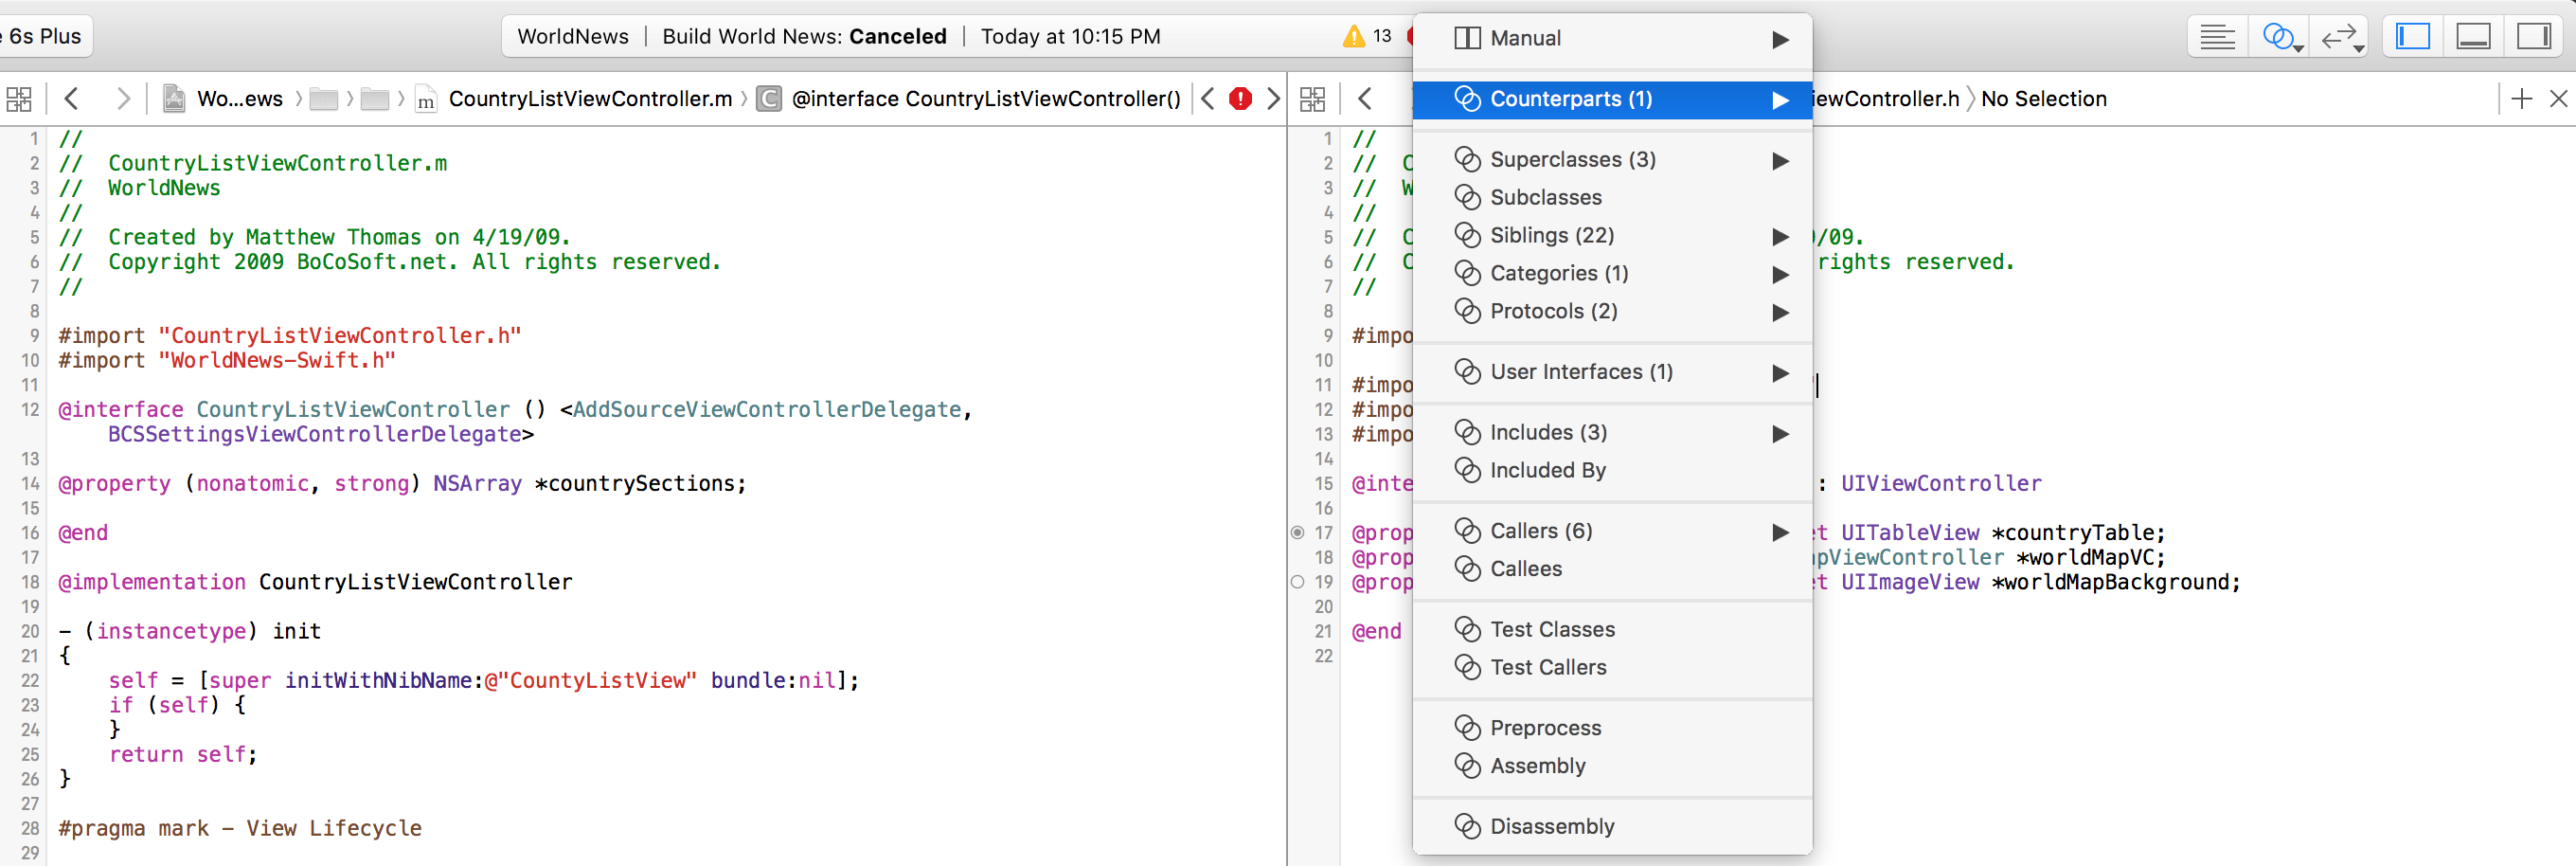 6s Plus
WorldNews | Build World News: Canceled | Today at 10:15 PM
13
Wo...ews
m CountryListViewController.m
C @interface CountryListViewController()
1 //
2 //  CountryListViewController.m
3 //  WorldNews
4 //
5 //  Created by Matthew Thomas on 4/19/09.
6 //  Copyright 2009 BoCoSoft.net. All rights reserved.
7 //
8
9 #import "CountryListViewController.h"
10 #import "WorldNews-Swift.h"
11
12 @interface CountryListViewController () <AddSourceViewControllerDelegate,
BCSSettingsViewControllerDelegate>
13
14 @property (nonatomic, strong) NSArray *countrySections;
15
16 @end
17
18 @implementation CountryListViewController
19
20 - (instancetype) init
21 {
22     self = [super initWithNibName:@"CountyListView" bundle:nil];
23     if (self) {
24     }
25     return self;
26 }
27
28 #pragma mark - View Lifecycle
29
Manual
Counterparts (1)
Superclasses (3)
Subclasses
Siblings (22)
Categories (1)
Protocols (2)
User Interfaces (1)
Includes (3)
Included By
Callers (6)
Callees
Test Classes
Test Callers
Preprocess
Assembly
Disassembly
iewController.h
No Selection
1 //
2 //  C
3 //  W
4 //
5 //  C /09.
6 //  C rights reserved.
7 //
8
9 #impo
10
11 #impo
12 #impo
13 #impo
14
15 @inte : UIViewController
16
17 @prop et UITableView *countryTable;
18 @prop apViewController *worldMapVC;
19 @prop et UIImageView *worldMapBackground;
20
21 @end
22